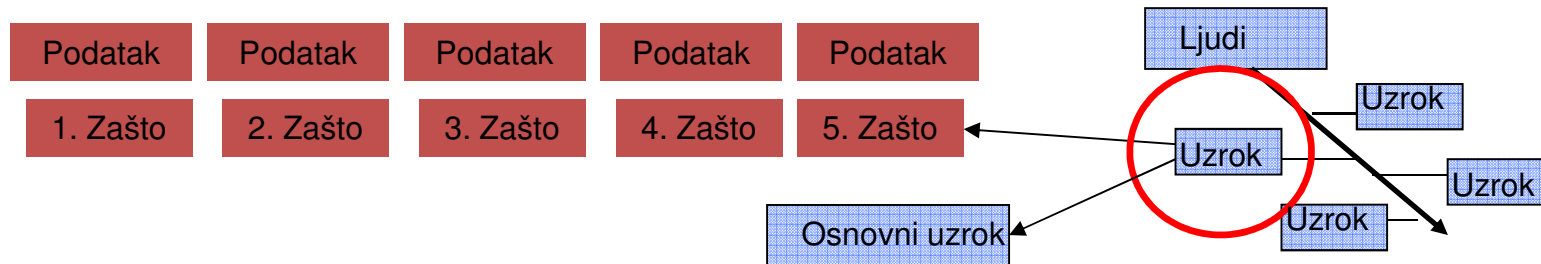 Podatak Podatak Podatak Podatak Podatak
1. Zašto 2. Zašto 3. Zašto 4. Zašto 5. Zašto
Ljudi
Uzrok
Uzrok
Uzrok
Uzrok
Osnovni uzrok